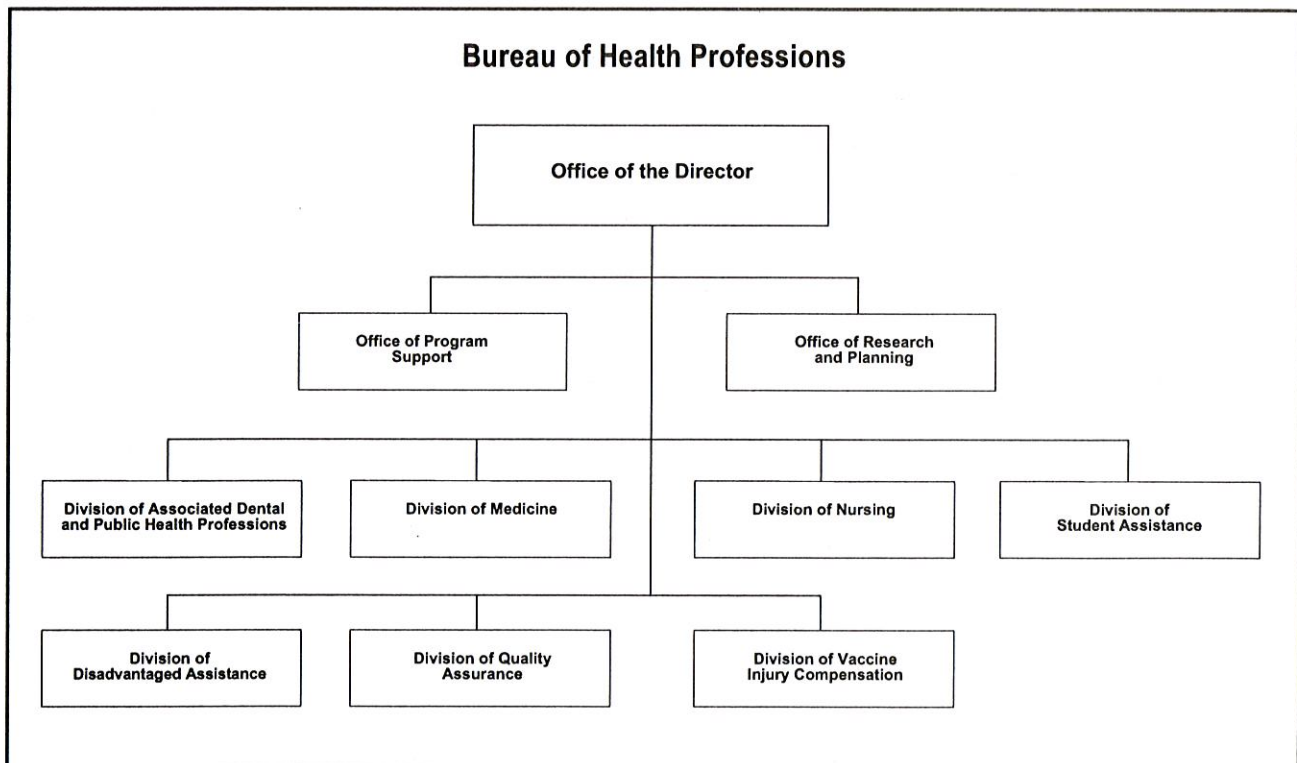 Bureau of Health Professions
Office of the Director
Office of Program
Support
Office of Research
and Planning
Division of Associated Dental
and Public Health Professions
Division of Medicine
Division of Nursing
Division of
Student Assistance
Division of
Disadvantaged Assistance
Division of Quality
Assurance
Division of Vaccine
Injury Compensation